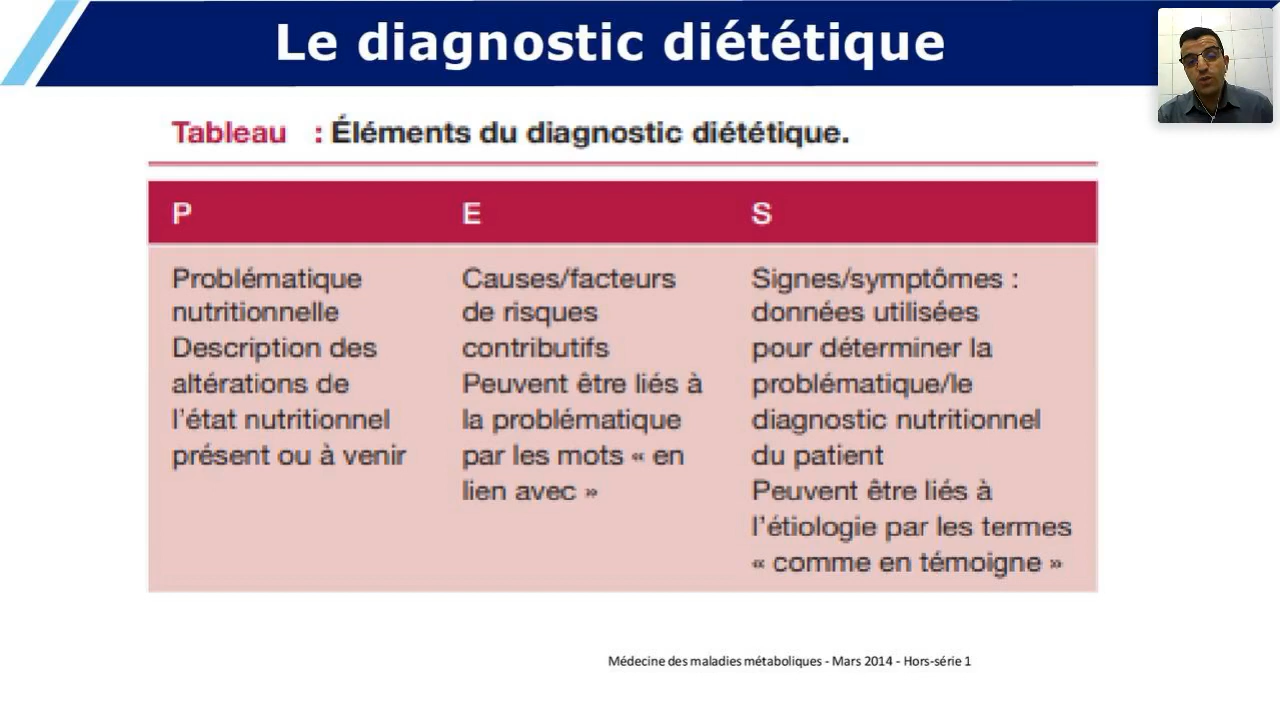 Le diagnostic diététique
Tableau : Éléments du diagnostic diététique.
P E S
Problématique
nutritionnelle
Description des
altérations de
l’état nutritionnel
présent ou à venir
Causes/facteurs
de risques
contributifs
Peuvent être liés à
la problématique
par les mots « en
lien avec »
Signes/symptômes :
données utilisées
pour déterminer la
problématique/le
diagnostic nutritionnel
du patient
Peuvent être liés à
l’étiologie par les termes
« comme en témoigne »
Médecine des maladies métaboliques - Mars 2014 - Hors-série 1